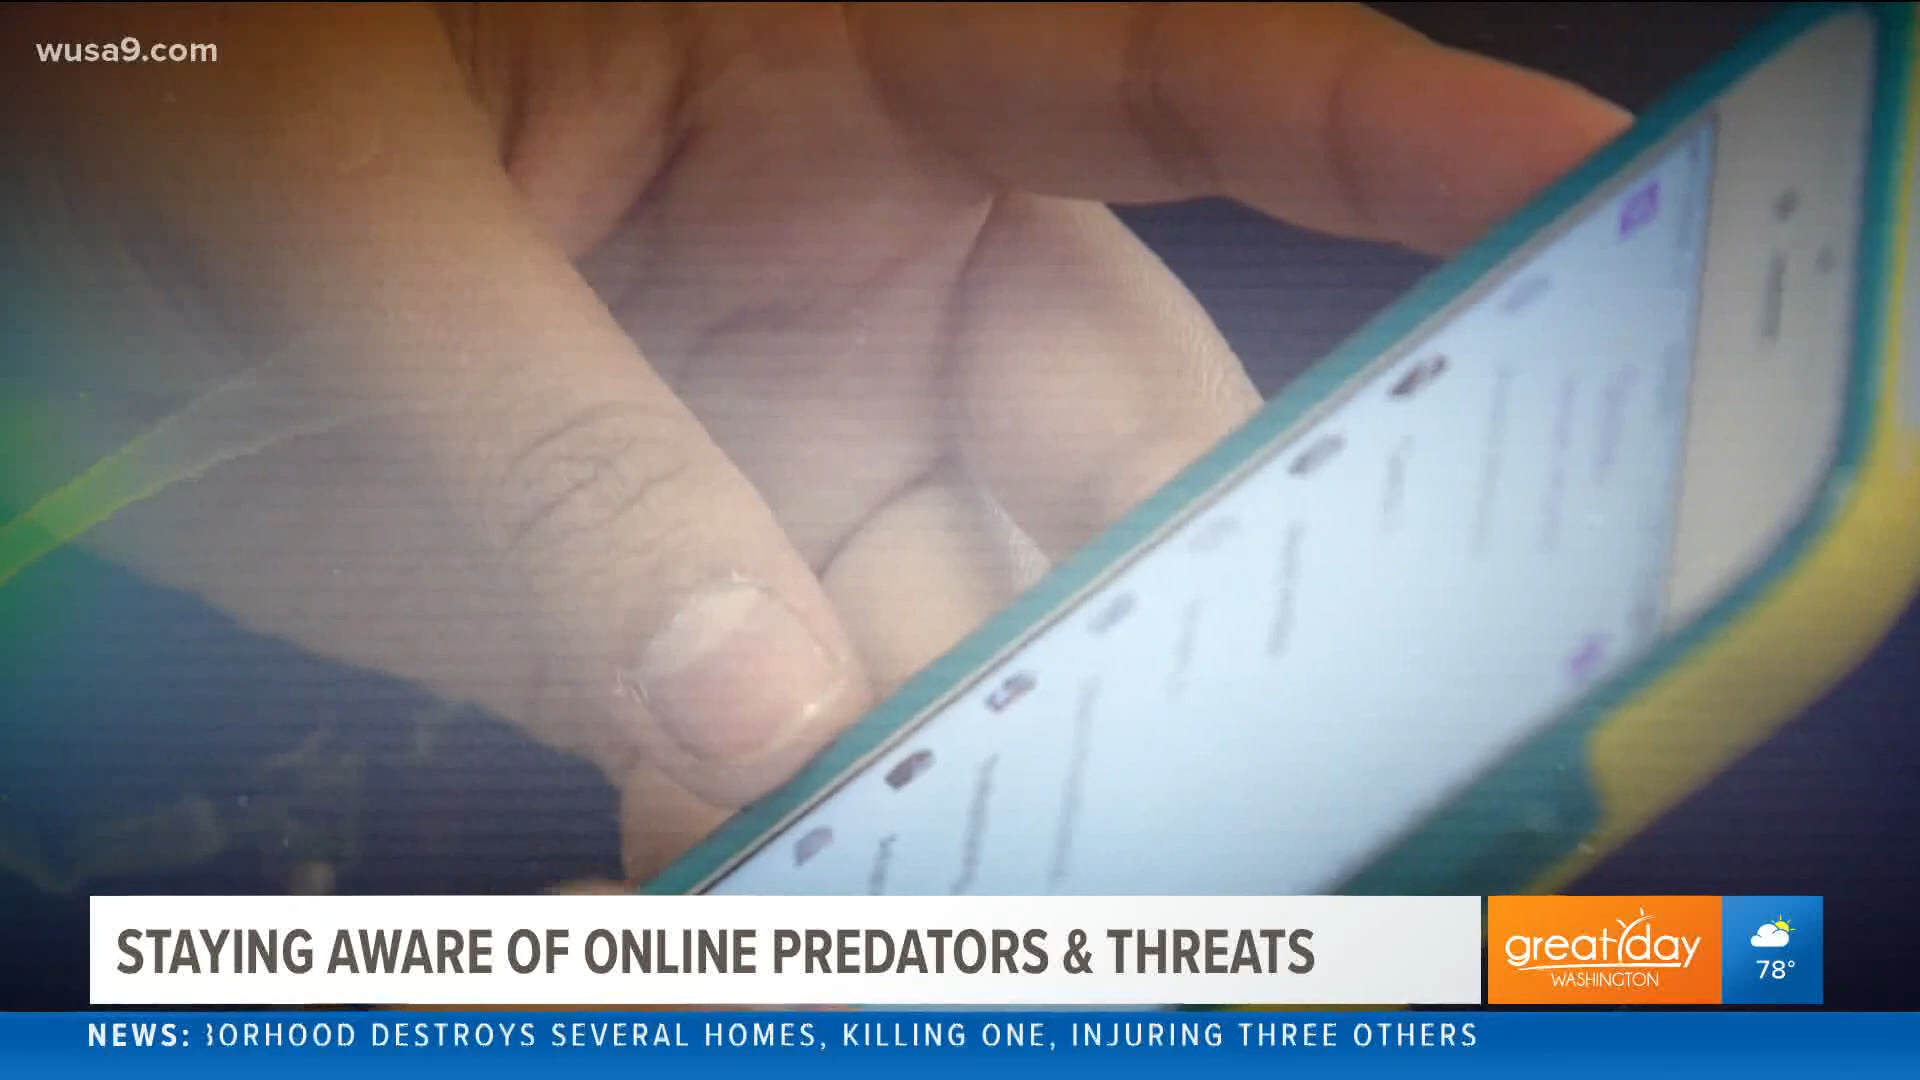 wusa9.com
STAYING AWARE OF ONLINE PREDATORS & THREATS
great day
WASHINGTON
78°
NEWS: BORHOOD DESTROYS SEVERAL HOMES, KILLING ONE, INJURING THREE OTHERS